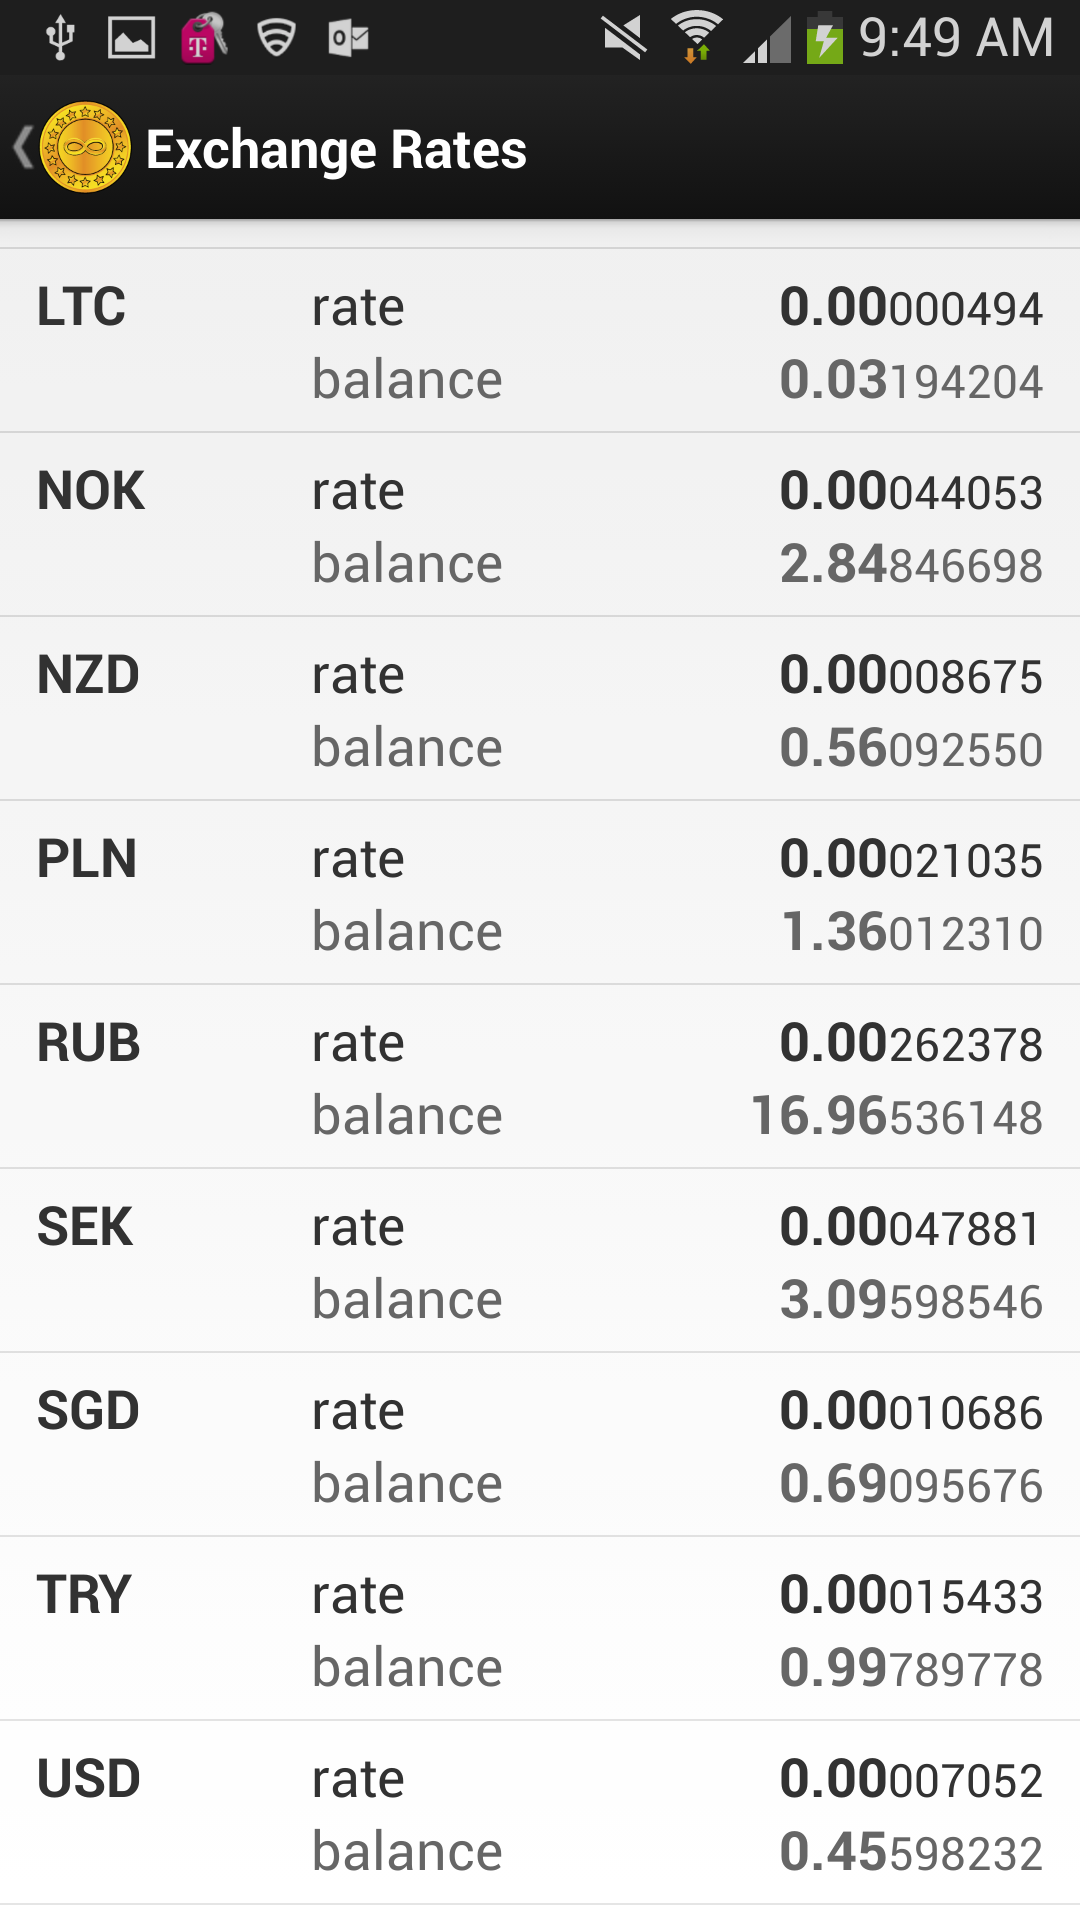 9:49 AM
Exchange Rates
LTC rate 0.00000494
balance 0.03194204
NOK rate 0.00044053
balance 2.84846698
NZD rate 0.00008675
balance 0.56092550
PLN rate 0.00021035
balance 1.36012310
RUB rate 0.00262378
balance 16.96536148
SEK rate 0.00047881
balance 3.09598546
SGD rate 0.00010686
balance 0.69095676
TRY rate 0.00015433
balance 0.99789778
USD rate 0.00007052
balance 0.45598232